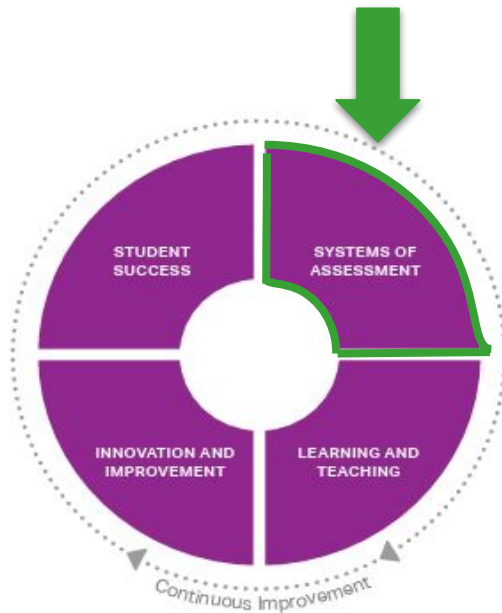 STUDENT
SUCCESS
SYSTEMS OF
ASSESSMENT
INNOVATION AND
IMPROVEMENT
LEARNING AND
TEACHING
Continuous Improvement